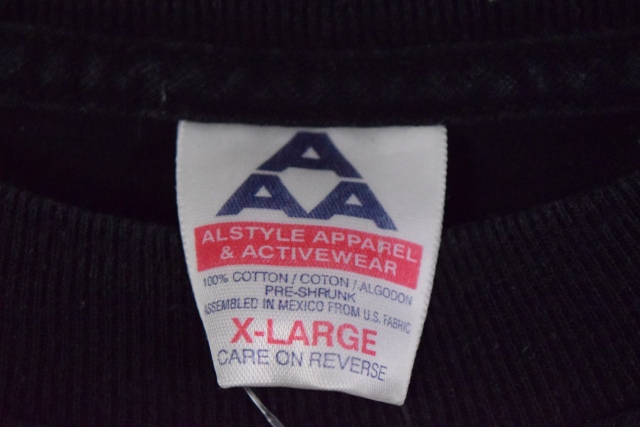 A
AA
ALSTYLE APPAREL
& ACTIVEWEAR
100% COTTON / COTON / ALGODON
PRE-SHRUNK
ASSEMBLED IN MEXICO FROM U.S. FABRIC
X-LARGE
CARE ON REVERSE